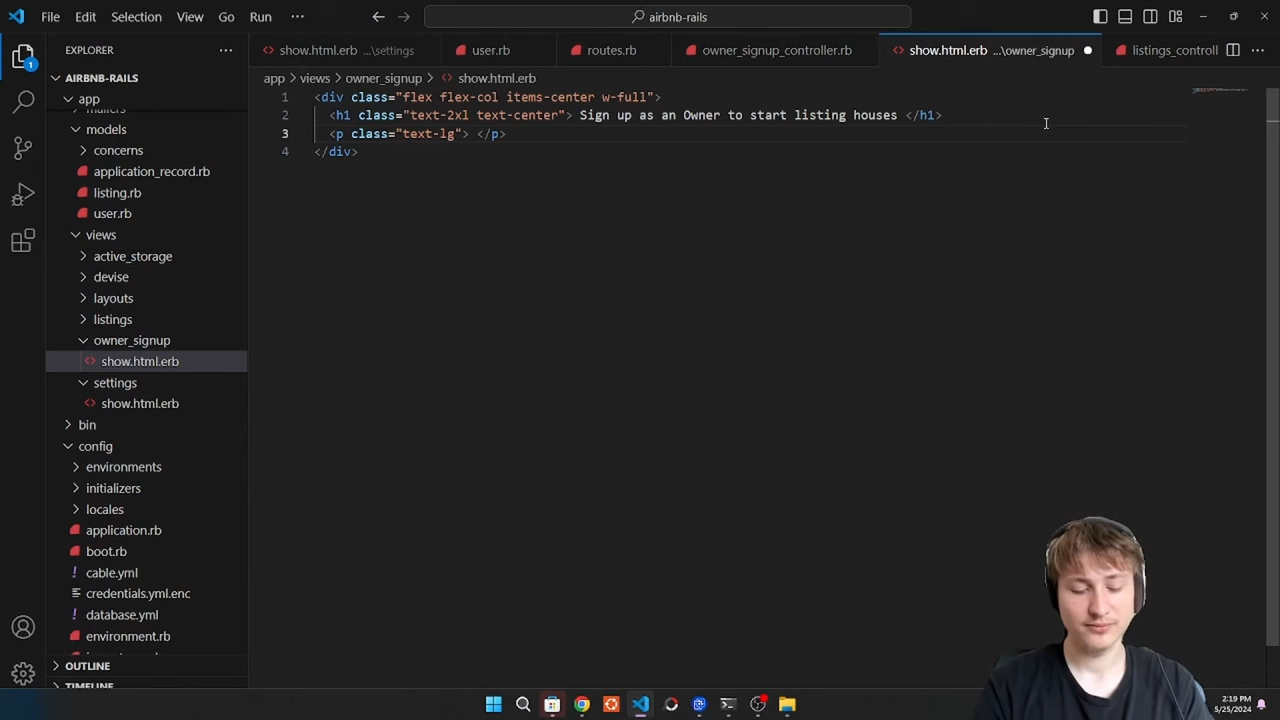 File Edit Selection View Go Run ··· airbnb-rails
EXPLORER ···
show.html.erb ...\settings user.rb routes.rb owner_signup_controller.rb show.html.erb ...\owner_signup listings_controll ···
AIRBNB-RAILS
app > views > owner_signup > show.html.erb
app
1 <div class="flex flex-col items-center w-full">
2 <h1 class="text-2xl text-center"> Sign up as an Owner to start listing houses </h1>
3 <p class="text-lg"> </p>
4 </div>
models
concerns
application_record.rb
listing.rb
user.rb
views
active_storage
devise
layouts
listings
owner_signup
show.html.erb
settings
show.html.erb
bin
config
environments
initializers
locales
application.rb
boot.rb
cable.yml
credentials.yml.enc
database.yml
environment.rb
OUTLINE
TIMELINE
1
2:19 PM
5/25/2024